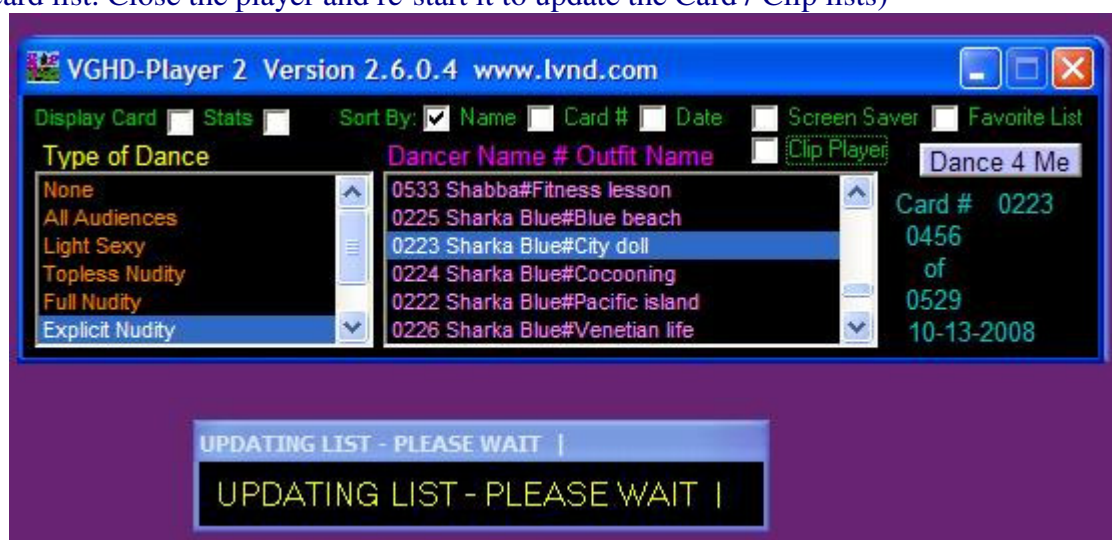 ard list. Close the player and re-start it to update the Card / Clip lists)
VGHD-Player 2 Version 2.6.0.4 www.lvnd.com
Display Card Stats Sort By: Name Card # Date Screen Saver Favorite List
Type of Dance Dancer Name # Outfit Name Clip Player Dance 4 Me
None
All Audiences
Light Sexy
Topless Nudity
Full Nudity
Explicit Nudity
0533 Shabba#Fitness lesson
0225 Sharka Blue#Blue beach
0223 Sharka Blue#City doll
0224 Sharka Blue#Cocooning
0222 Sharka Blue#Pacific island
0226 Sharka Blue#Venetian life
Card # 0223
0456
of
0529
10-13-2008
UPDATING LIST - PLEASE WAIT |
UPDATING LIST - PLEASE WAIT |